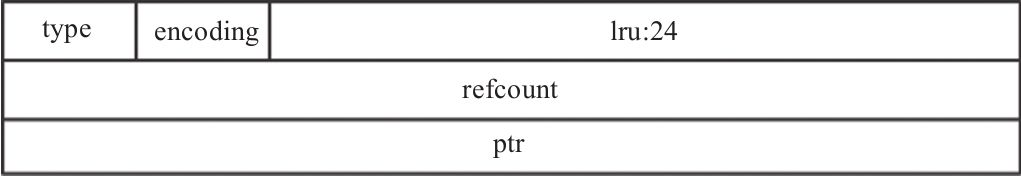 type encoding lru:24
refcount
ptr